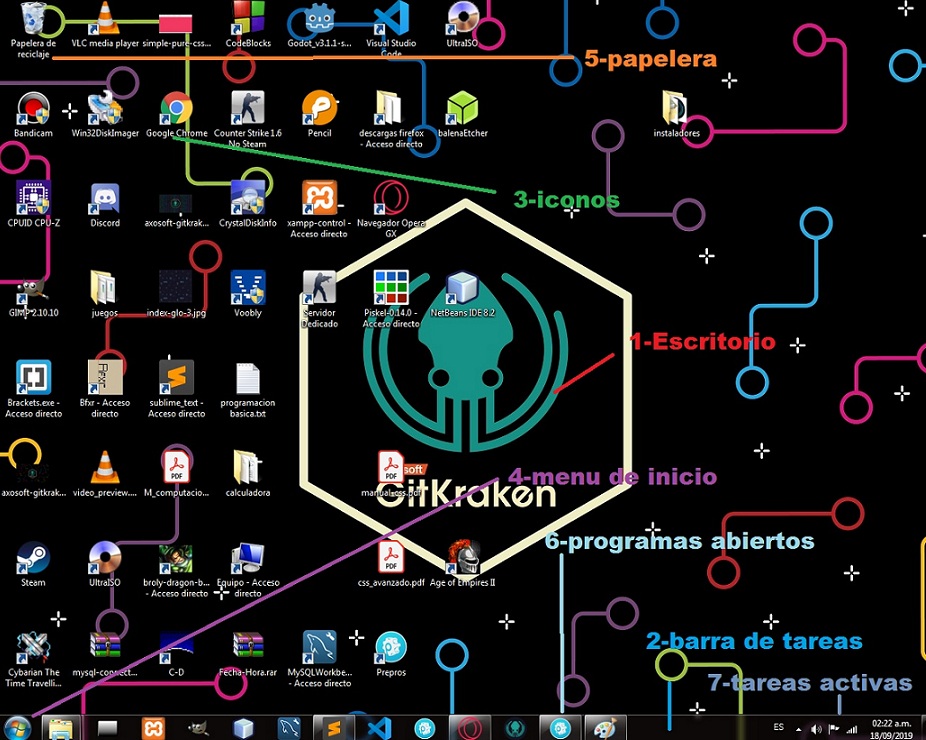 Papelera de
reciclaje
VLC media player
simple-pure-css...
CodeBlocks
Godot_v3.1.1-s...
Visual Studio
Code
UltraISO
5-papelera
Bandicam
Win32DiskImager
Google Chrome
Counter Strike 1.6
No Steam
Pencil
descargas firefox
- Acceso directo
balenaEtcher
instaladores
3-iconos
CPUID CPU-Z
Discord
axosoft-gitkrak...
CrystalDiskInfo
xampp-control -
Acceso directo
Navegador Opera
GX
GIMP 2.10.10
juegos
index-glo-3.jpg
Voobly
Servidor
Dedicado
Piskel-0.14.0 -
Acceso directo
NetBeans IDE 8.2
1-Escritorio
Brackets.exe -
Acceso directo
Bfxr
Bfxr - Acceso
directo
sublime_text -
Acceso directo
programacion
basica.txt
axosoft-gitkrak...
video_preview...
PDF
M_computacio...
calculadora
PDF
manual-css.pdf
soft
GitKraken
4-menu de inicio
6-programas abiertos
Steam
UltraISO
broly-dragon-b...
- Acceso directo
Equipo - Acceso
directo
PDF
css_avanzado.pdf
Age of Empires II
2-barra de tareas
Cybarian The
Time Travelli...
mysql-connect...
C-D
Fecha-Hora.rar
MySQLWorkbe...
- Acceso directo
Prepros
7-tareas activas
ES
02:22 a.m.
18/09/2019